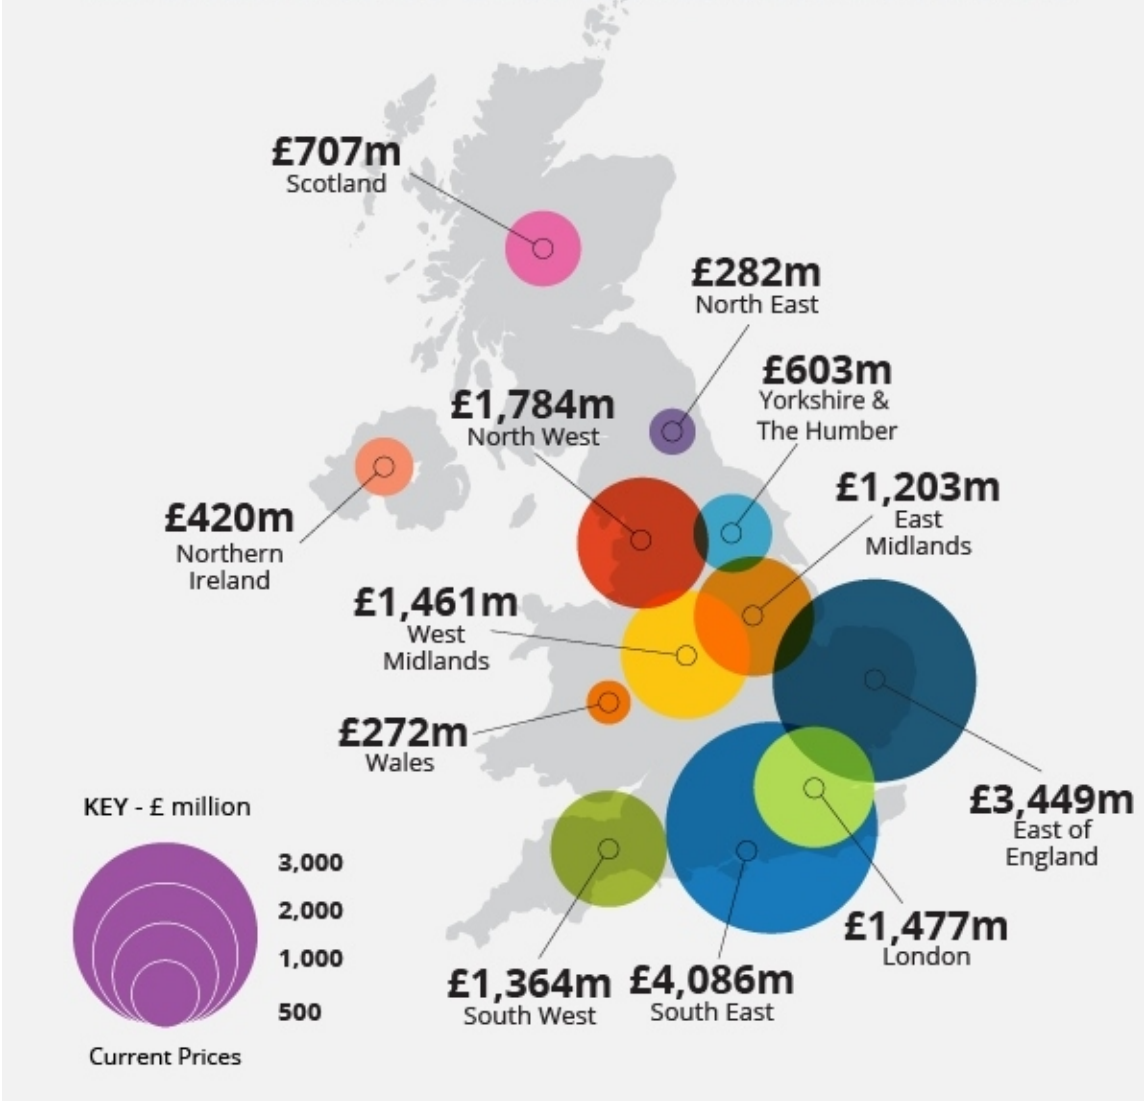 £707m
Scotland
£282m
North East
£603m
Yorkshire &
The Humber
£1,784m
North West
£1,203m
East
Midlands
£420m
Northern
Ireland
£1,461m
West
Midlands
£272m
Wales
£3,449m
East of
England
£1,477m
London
£1,364m
South West
£4,086m
South East
KEY - £ million
3,000
2,000
1,000
500
Current Prices